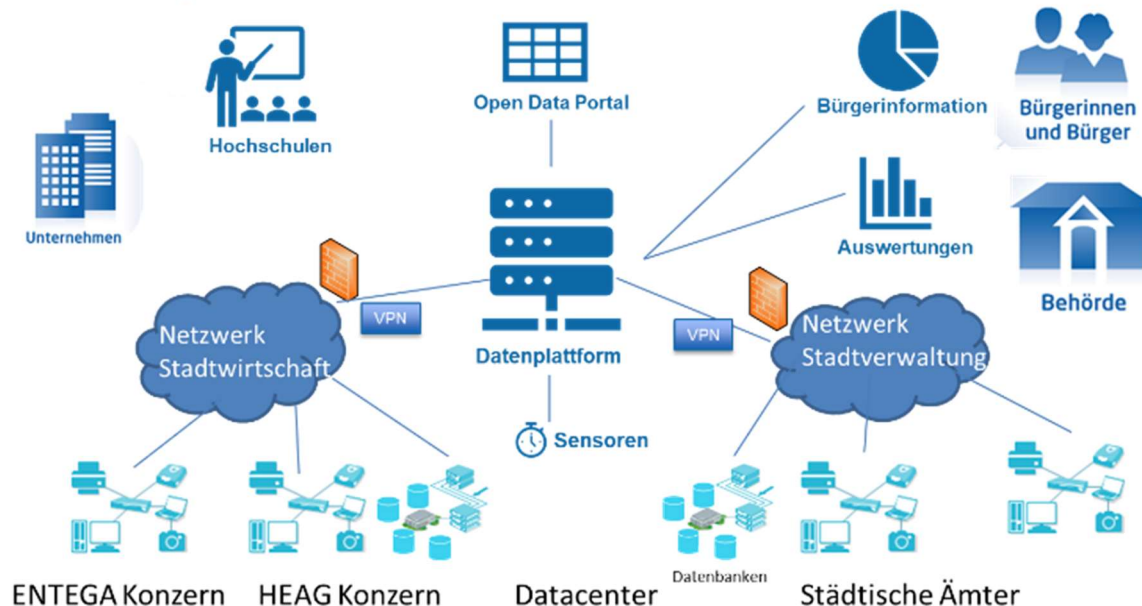 Open Data Portal
Bürgerinformation
Bürgerinnen
und Bürger
Hochschulen
Unternehmen
Auswertungen
Behörde
VPN
VPN
Netzwerk
Stadtwirtschaft
Datenplattform
Netzwerk
Stadtverwaltung
Sensoren
Datenbanken
ENTEGA Konzern
HEAG Konzern
Datacenter
Städtische Ämter